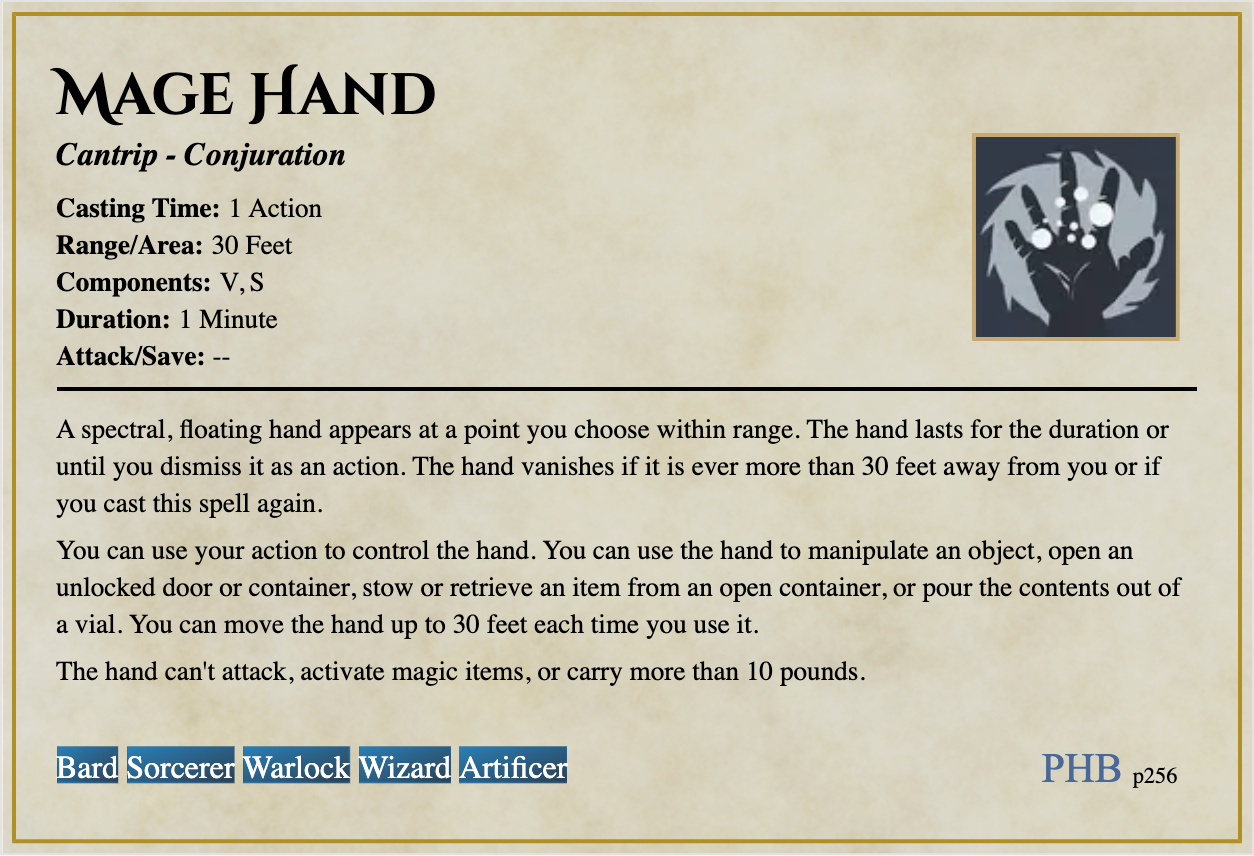 Mage Hand
Cantrip - Conjuration
Casting Time: 1 Action
Range/Area: 30 Feet
Components: V, S
Duration: 1 Minute
Attack/Save: --
A spectral, floating hand appears at a point you choose within range. The hand lasts for the duration or
until you dismiss it as an action. The hand vanishes if it is ever more than 30 feet away from you or if
you cast this spell again.
You can use your action to control the hand. You can use the hand to manipulate an object, open an
unlocked door or container, stow or retrieve an item from an open container, or pour the contents out of
a vial. You can move the hand up to 30 feet each time you use it.
The hand can't attack, activate magic items, or carry more than 10 pounds.
Bard Sorcerer Warlock Wizard Artificer
PHB p256